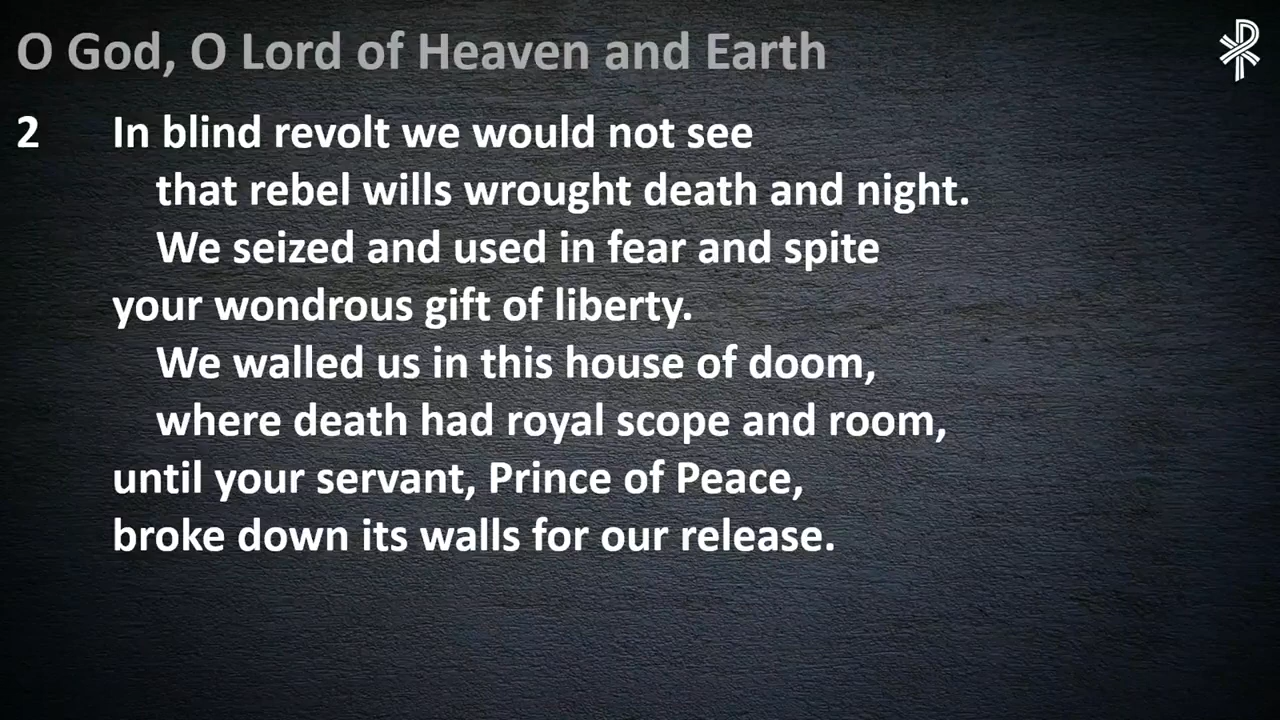 O God, O Lord of Heaven and Earth
2 In blind revolt we would not see
that rebel wills wrought death and night.
We seized and used in fear and spite
your wondrous gift of liberty.
We walled us in this house of doom,
where death had royal scope and room,
until your servant, Prince of Peace,
broke down its walls for our release.